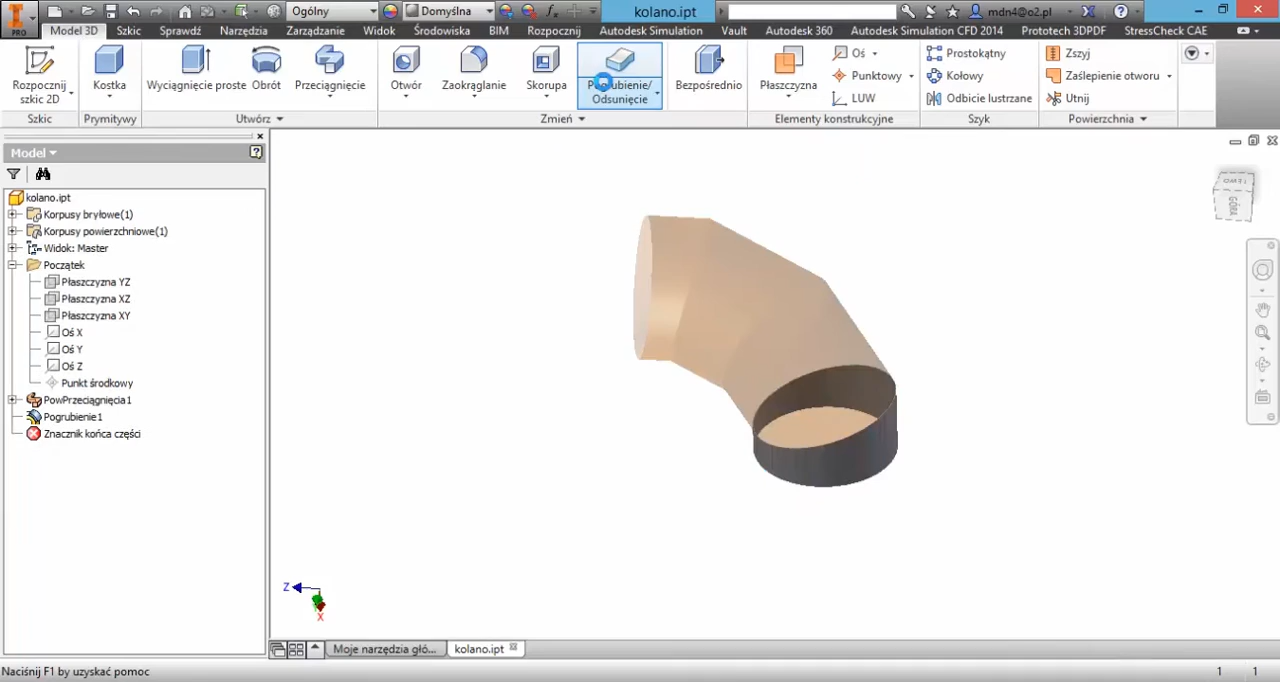 PRO
Ogólny
Domyślna
kolano.ipt
mdn4@o2.pl
Model 3D
Szkic
Sprawdź
Narzędzia
Zarządzanie
Widok
Środowiska
BIM
Rozpocznij
Autodesk Simulation
Vault
Autodesk 360
Autodesk Simulation CFD 2014
Prototech 3DPDF
StressCheck CAE
Rozpocznij
szkic 2D
Kostka
Wyciągnięcie proste
Obrót
Przeciągnięcie
Otwór
Zaokrąglanie
Skorupa
Pogrubienie/
Odsunięcie
Bezpośrednio
Płaszczyzna
Oś
Punktowy
LUW
Prostokątny
Kołowy
Odbicie lustrzane
Zszyj
Zaślepienie otworu
Utnij
Szkic
Prymitywy
Utwórz
Zmień
Elementy konstrukcyjne
Szyk
Powierzchnia
Model
kolano.ipt
Korpusy bryłowe(1)
Korpusy powierzchniowe(1)
Widok: Master
Początek
Płaszczyzna YZ
Płaszczyzna XZ
Płaszczyzna XY
Oś X
Oś Y
Oś Z
Punkt środkowy
PowPrzeciągnięcia1
Pogrubienie1
Znacznik końca części
GÓRA
Z
X
Moje narzędzia głó...
kolano.ipt
Naciśnij F1 by uzyskać pomoc
1
1